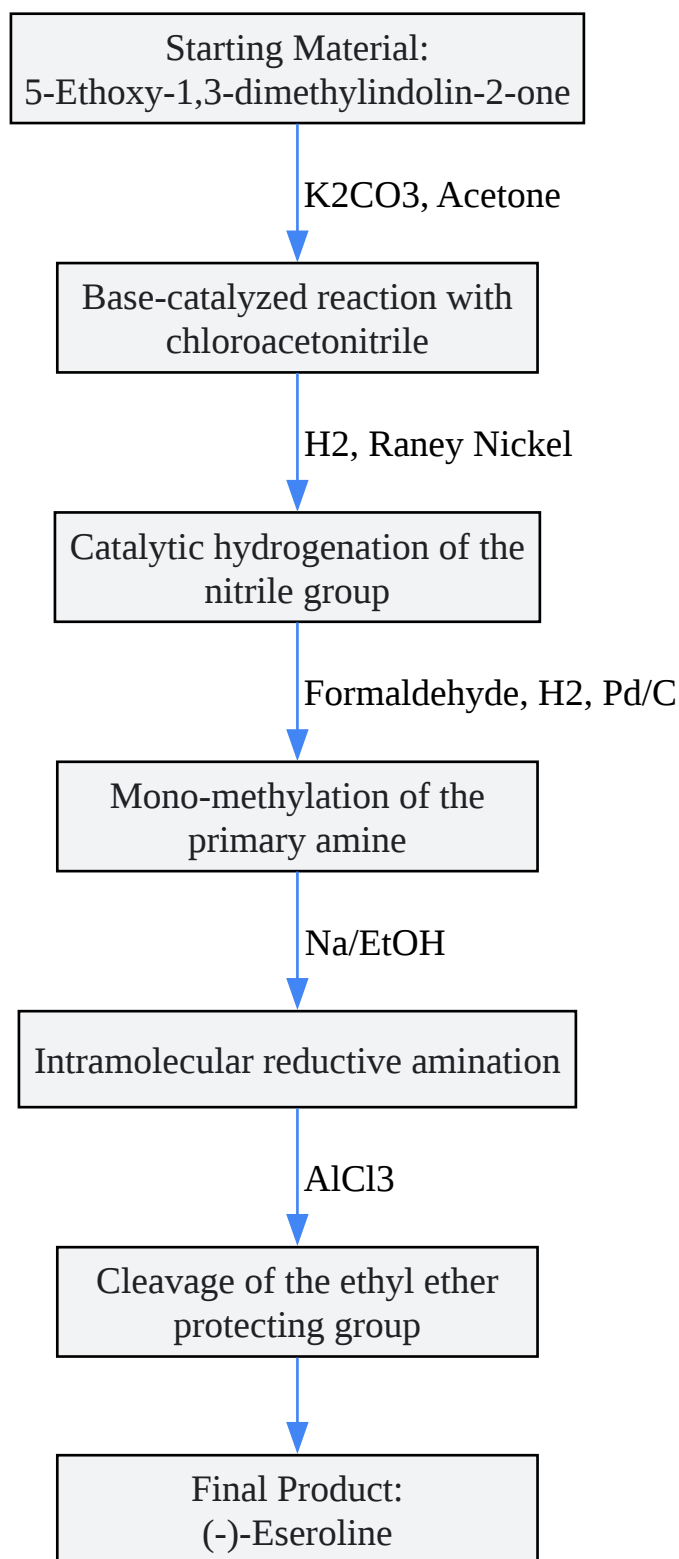 Starting Material:
5-Ethoxy-1,3-dimethylindolin-2-one
K2CO3, Acetone
Base-catalyzed reaction with
chloroacetonitrile
H2, Raney Nickel
Catalytic hydrogenation of the
nitrile group
Formaldehyde, H2, Pd/C
Mono-methylation of the
primary amine
Na/EtOH
Intramolecular reductive amination
AlCl3
Cleavage of the ethyl ether
protecting group
Final Product:
(-)-Eseroline